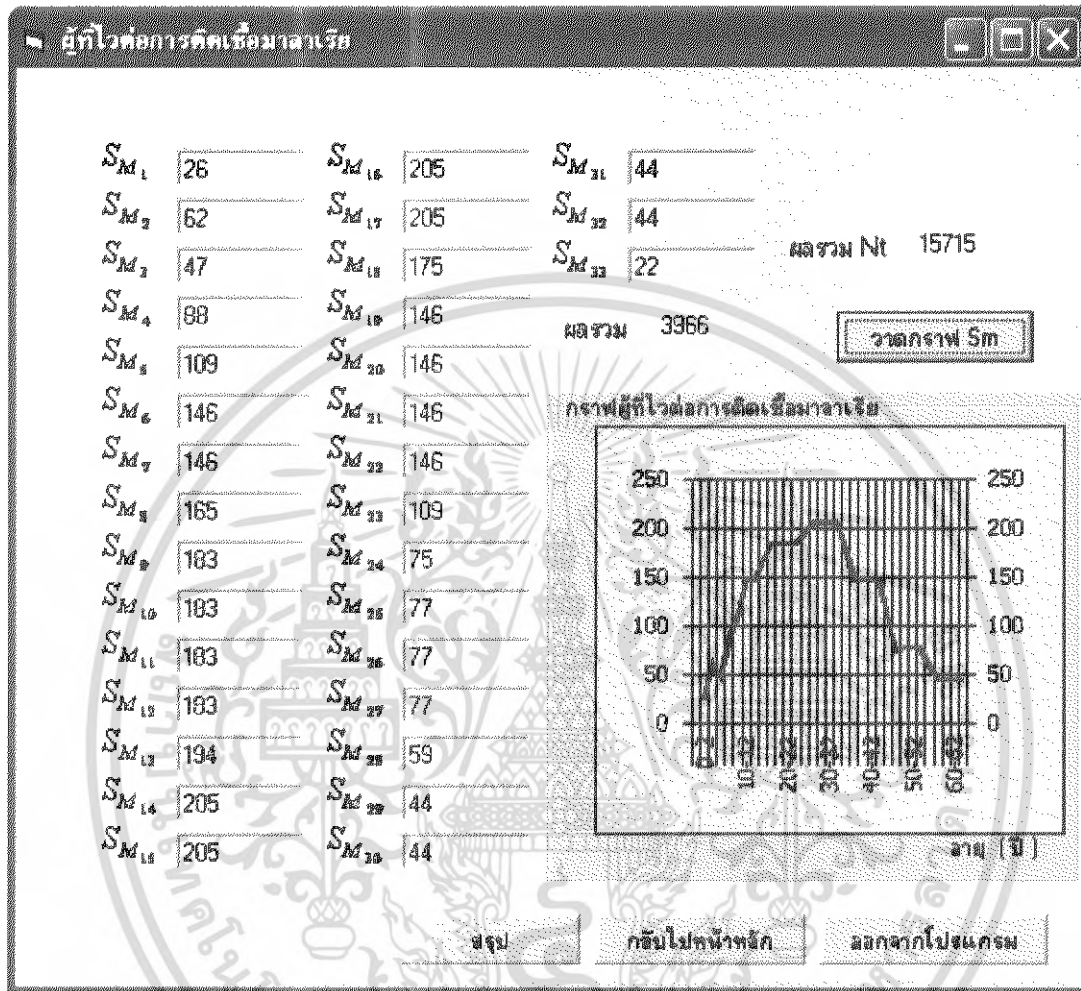 ผู้ที่ไวต่อการติดเชื้อมาลาเรีย
S_M1 26
S_M2 62
S_M3 47
S_M4 88
S_M5 109
S_M6 146
S_M7 146
S_M8 165
S_M9 183
S_M10 183
S_M11 183
S_M12 183
S_M13 194
S_M14 205
S_M15 205
S_M16 205
S_M17 205
S_M18 175
S_M19 146
S_M20 146
S_M21 146
S_M22 146
S_M23 109
S_M24 75
S_M25 77
S_M26 77
S_M27 77
S_M28 59
S_M29 44
S_M30 44
S_M31 44
S_M32 44
S_M33 22
ผลรวม Nt 15715
ผลรวม 3966
วาดกราฟ Sm
กราฟผู้ที่ไวต่อการติดเชื้อมาลาเรีย
250 250
200 200
150 150
100 100
50 50
0 0
อายุ (ปี)
สรุป กลับไปหน้าหลัก ออกจากโปรแกรม